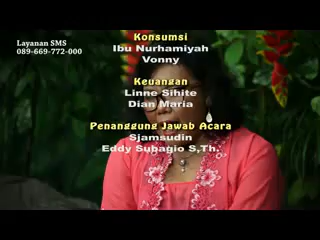 Konsumsi
Layanan SMS
089-669-772-000
Ibu Nurhamiyah
Vonny
Keuangan
Linne Sihite
Dian Maria
Penanggung Jawab Acara
Sjamsudin
Eddy Subagio S,Th.